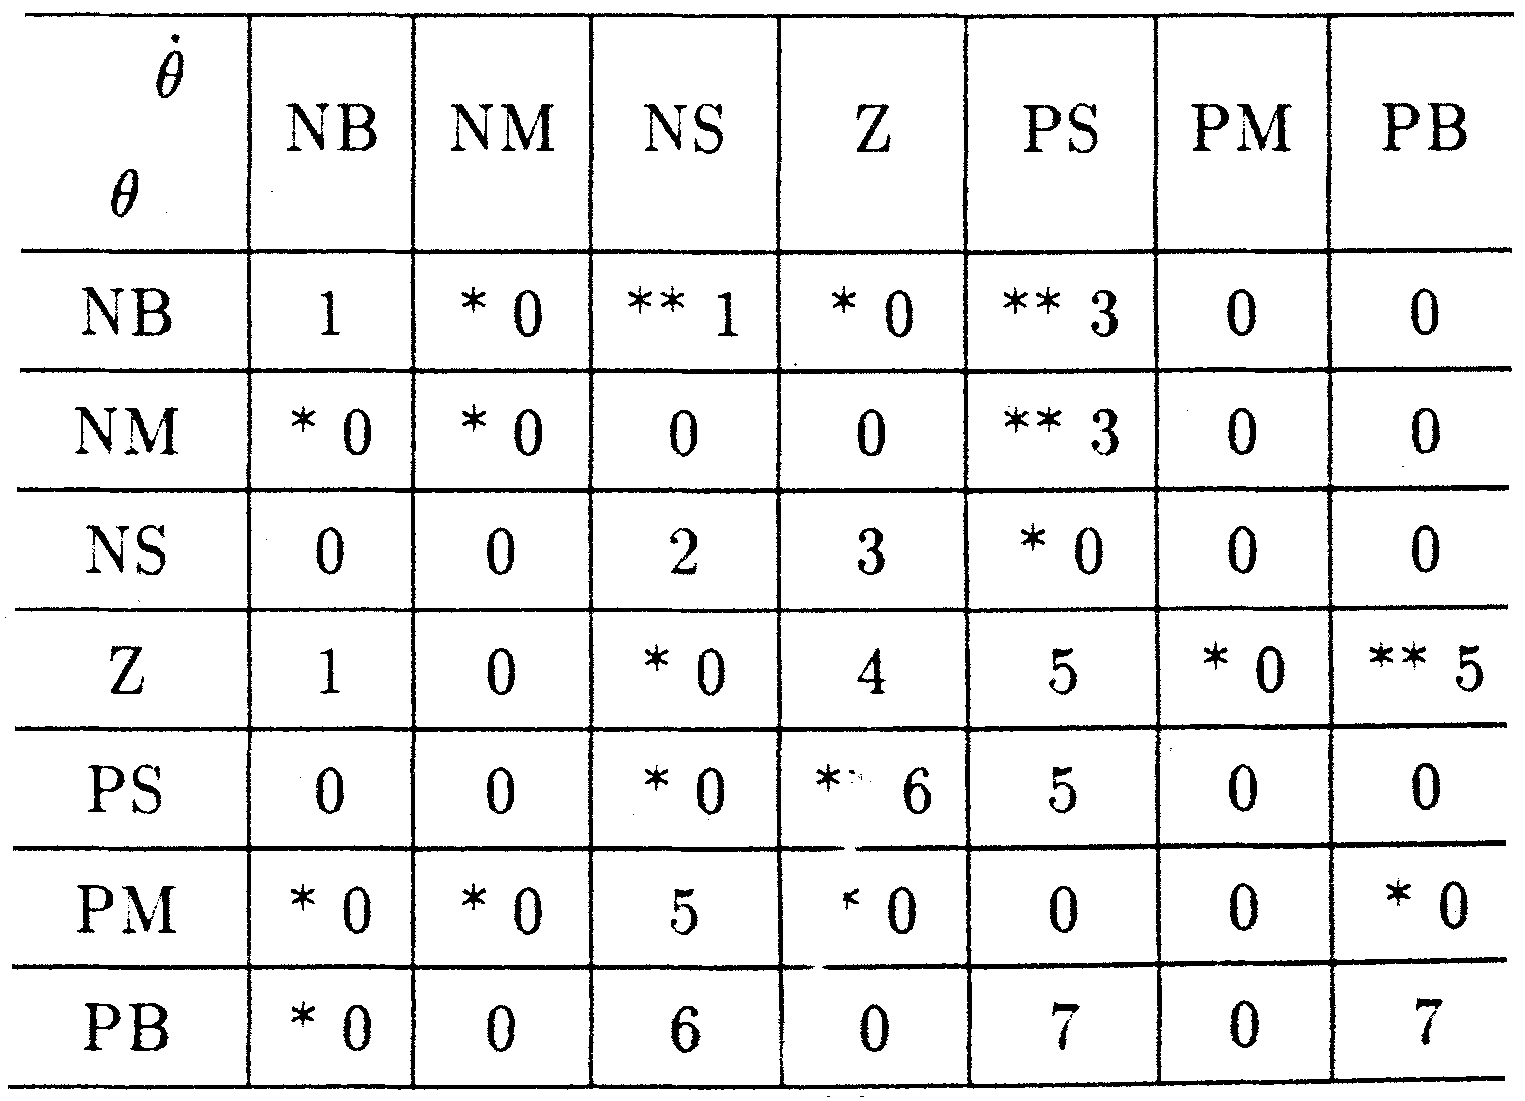 θ̇
NB NM NS Z PS PM PB
θ
NB 1 * 0 ** 1 * 0 ** 3 0 0
NM * 0 * 0 0 0 ** 3 0 0
NS 0 0 2 3 * 0 0 0
Z 1 0 * 0 4 5 * 0 ** 5
PS 0 0 * 0 * 6 5 0 0
PM * 0 * 0 5 * 0 0 0 * 0
PB * 0 0 6 0 7 0 7